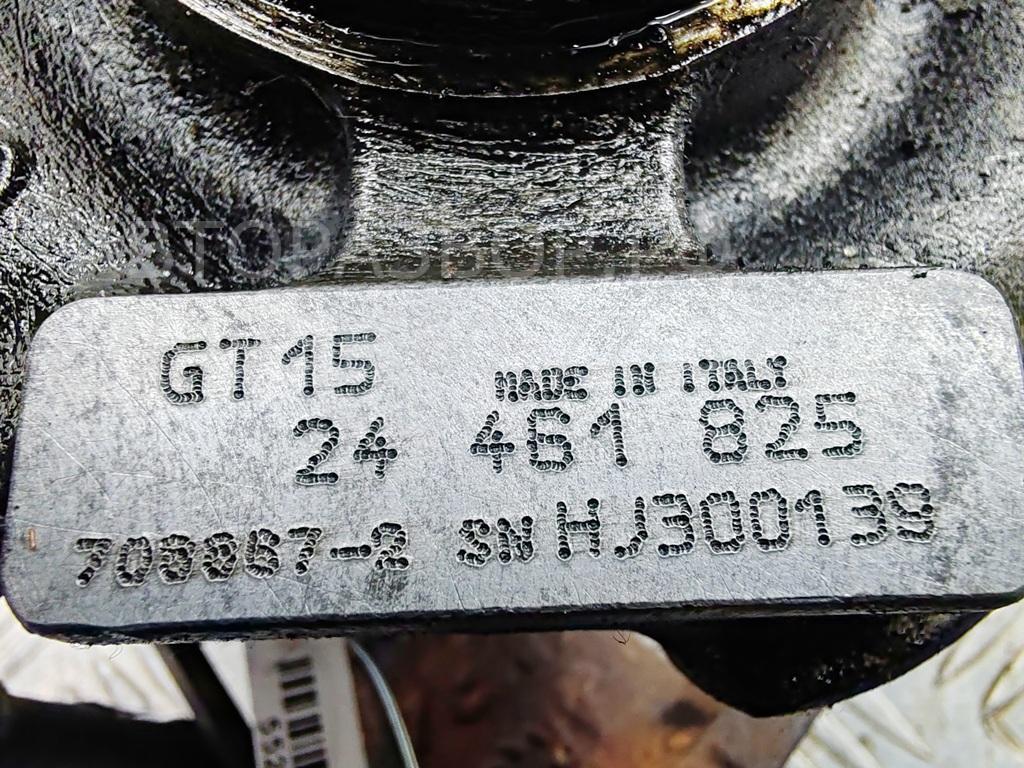 GT15
MADE IN ITALY
24 461 825
708867-2 SN HJ300139